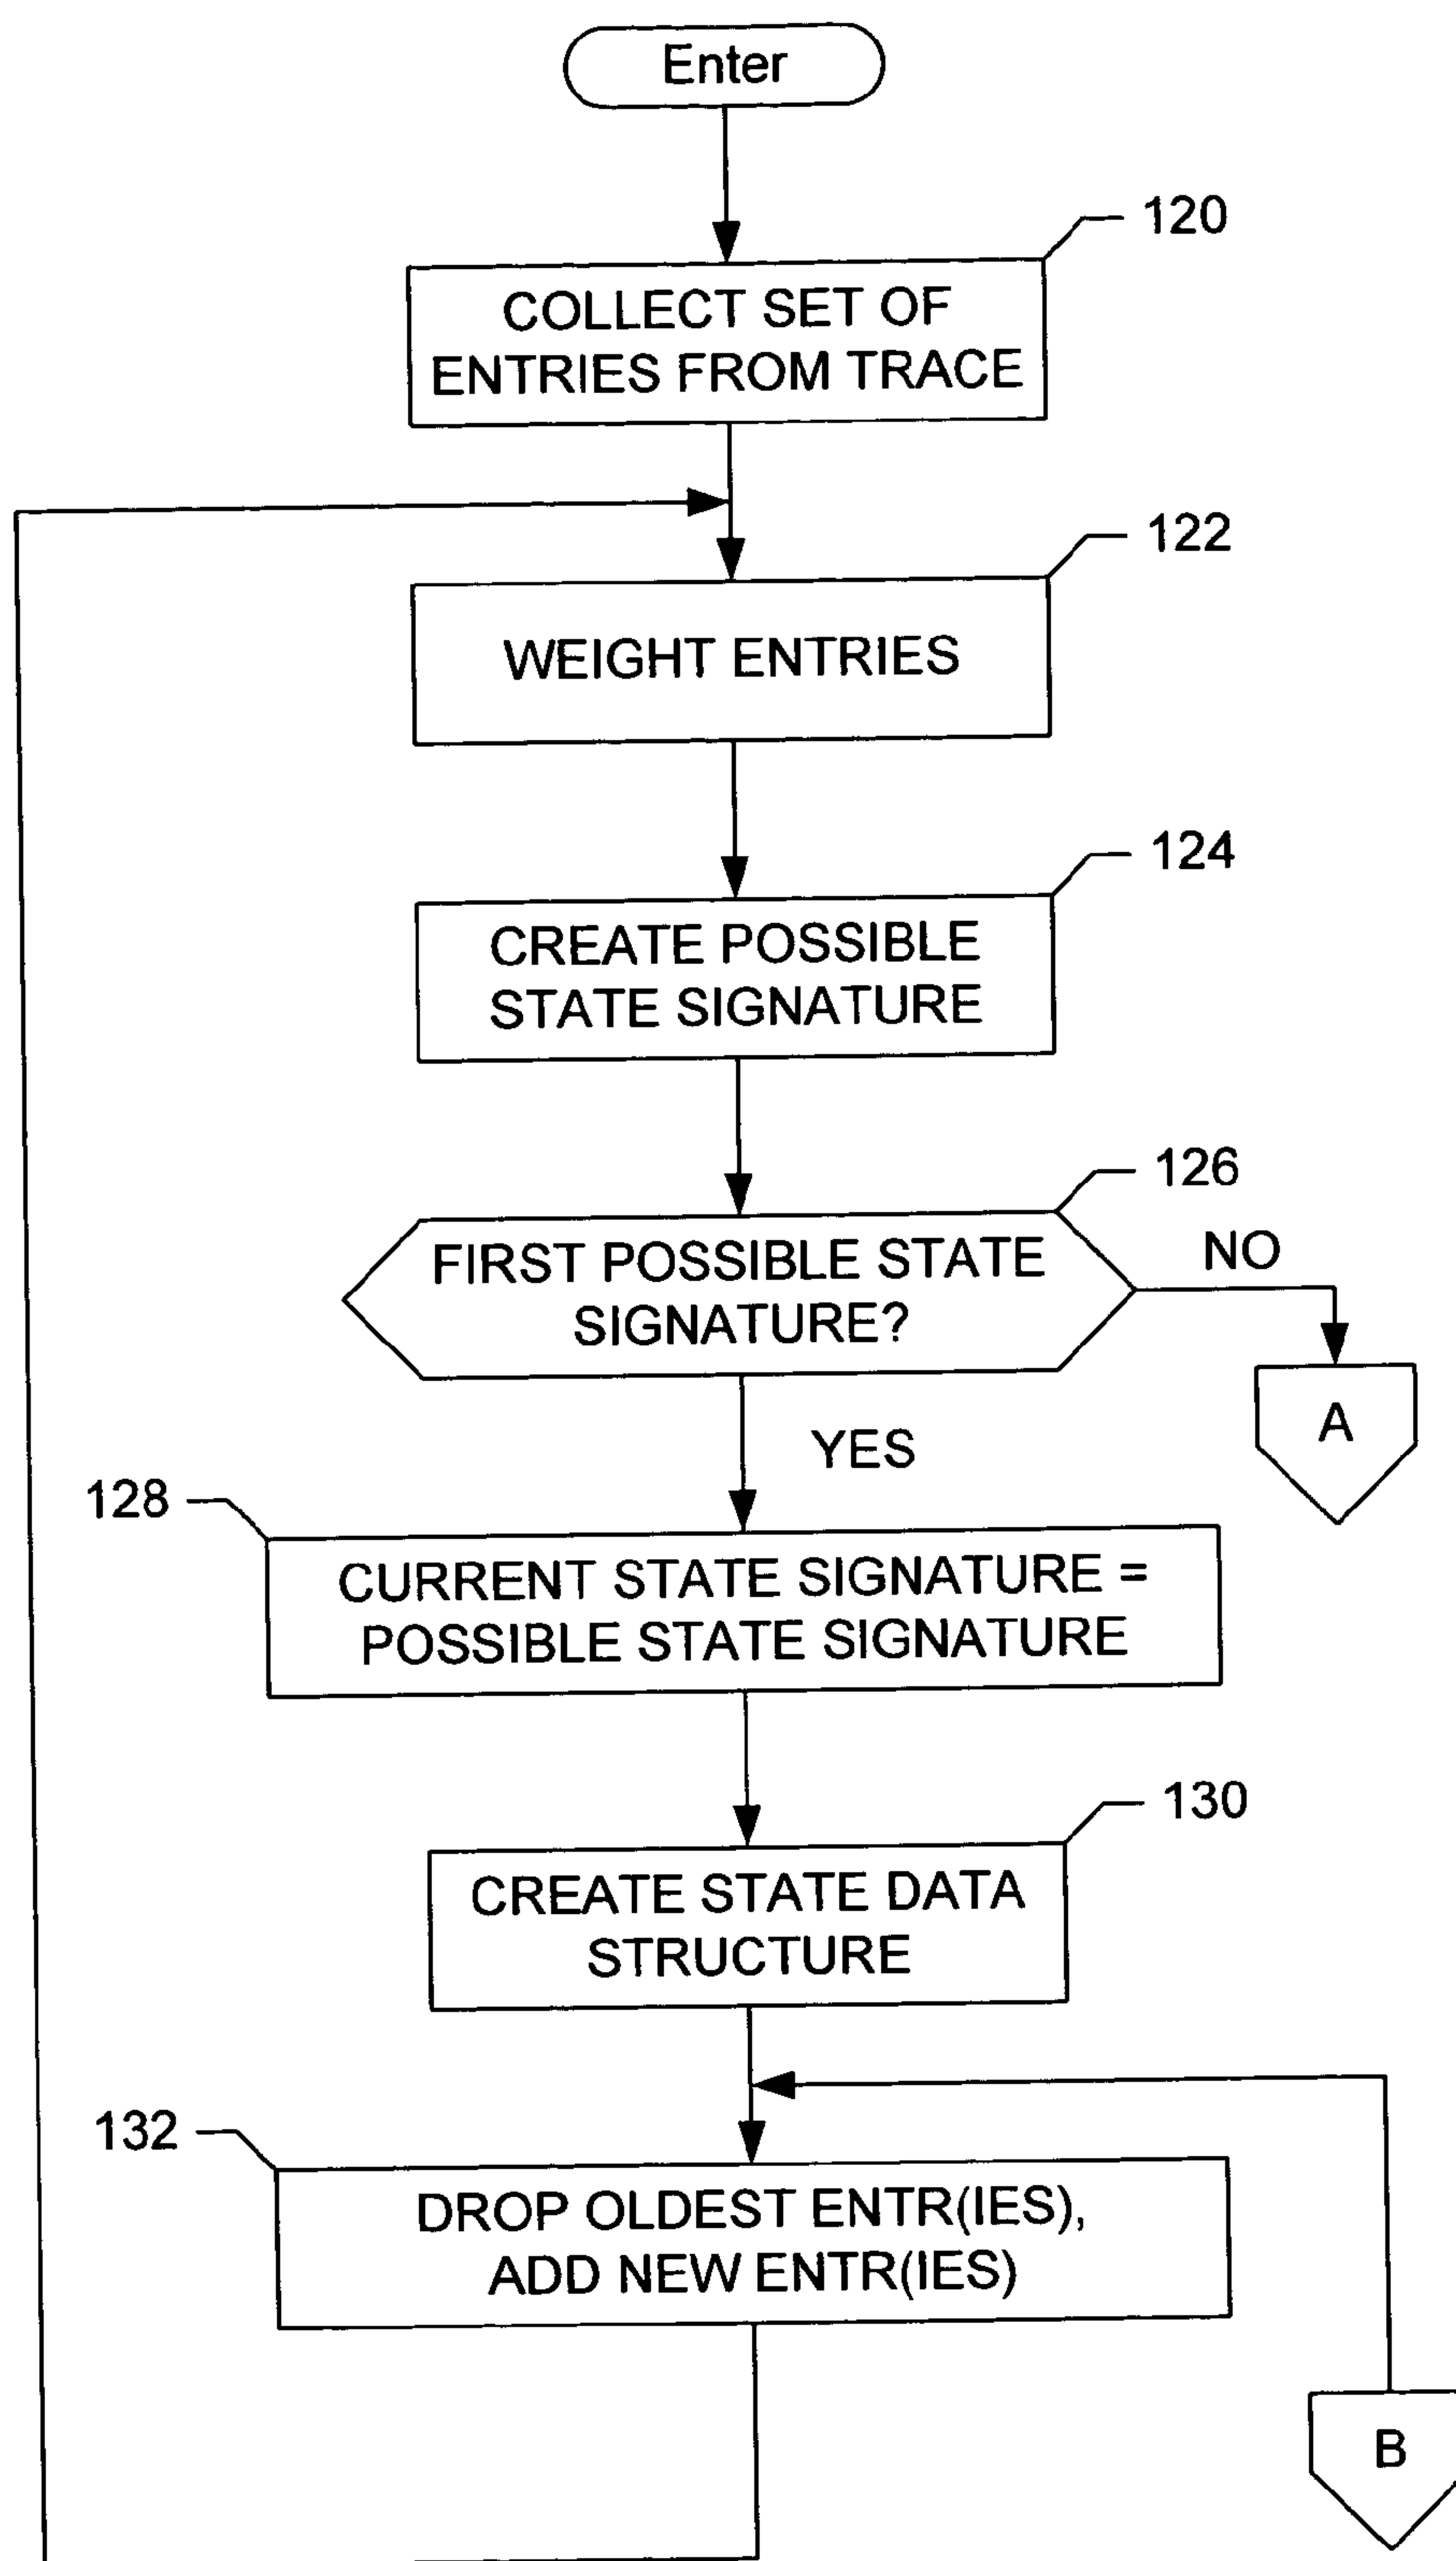 Enter
120
COLLECT SET OF
ENTRIES FROM TRACE
122
WEIGHT ENTRIES
124
CREATE POSSIBLE
STATE SIGNATURE
126
FIRST POSSIBLE STATE
SIGNATURE?
NO
A
YES
128
CURRENT STATE SIGNATURE =
POSSIBLE STATE SIGNATURE
130
CREATE STATE DATA
STRUCTURE
132
DROP OLDEST ENTR(IES),
ADD NEW ENTR(IES)
B